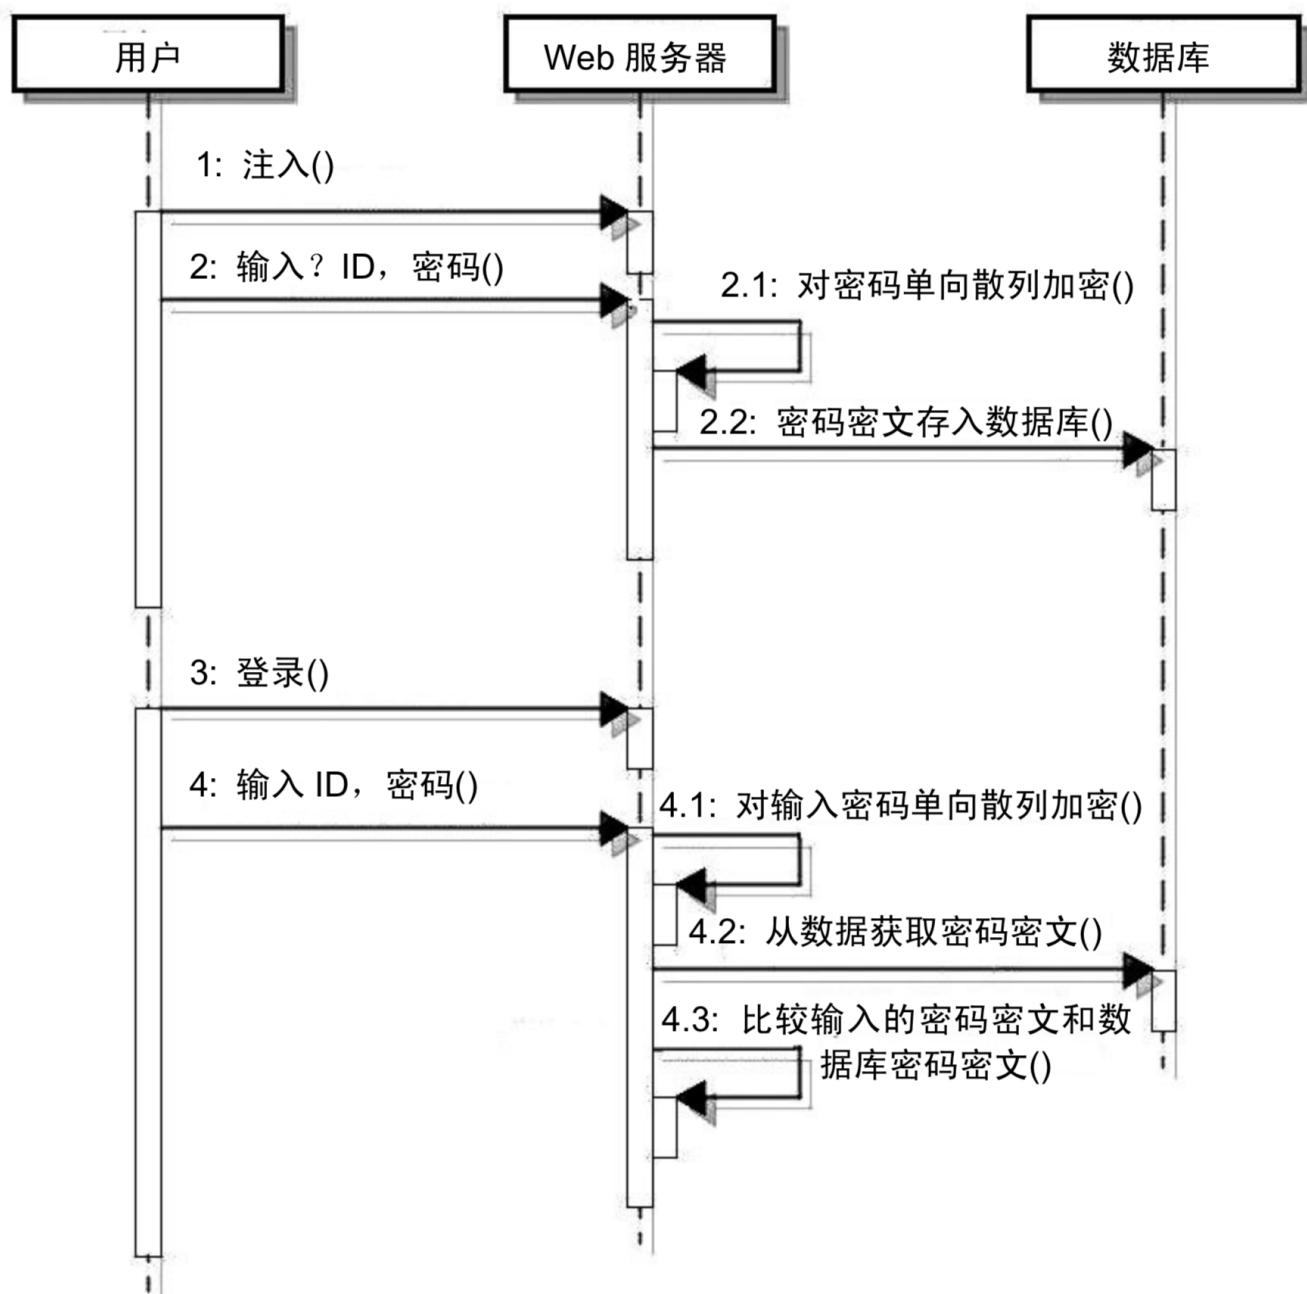 用户
Web 服务器
数据库
1: 注入()
2: 输入？ID，密码()
2.1: 对密码单向散列加密()
2.2: 密码密文存入数据库()
3: 登录()
4: 输入 ID，密码()
4.1: 对输入密码单向散列加密()
4.2: 从数据获取密码密文()
4.3: 比较输入的密码密文和数
据库密码密文()